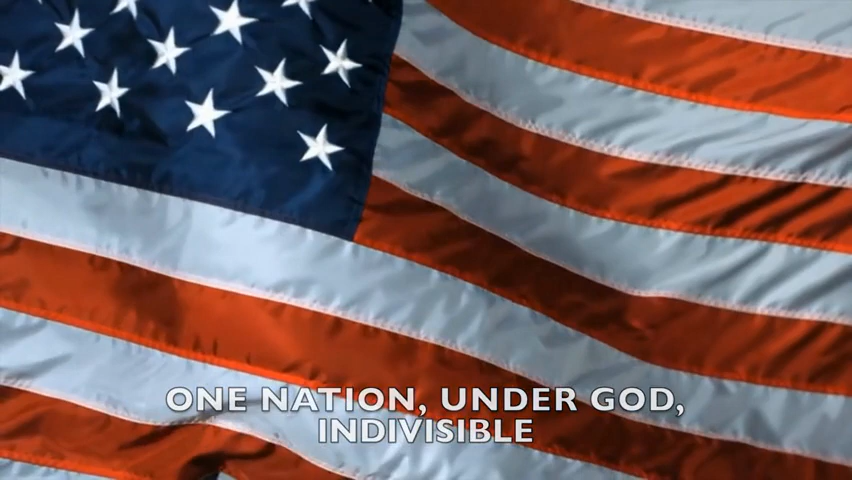 ONE NATION, UNDER GOD,
INDIVISIBLE